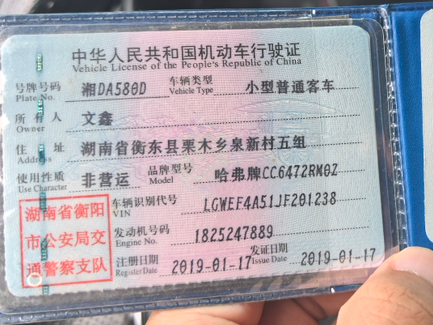 中华人民共和国机动车行驶证
Vehicle License of the People's Republic of China
号牌号码 湘DA580D 车辆类型 小型普通客车
Plate No. Vehicle Type
所有人 文鑫
Owner
住址 湖南省衡东县栗木乡泉新村五组
Address
使用性质 非营运 品牌型号 哈弗牌CC6472RM0Z
Use Character Model
车辆识别代号 LGWEF4A51JF201238
VIN
发动机号码 1825247889
Engine No.
注册日期 2019-01-17 发证日期 2019-01-17
Register Date Issue Date
湖南省衡阳
市公安局交
通警察支队